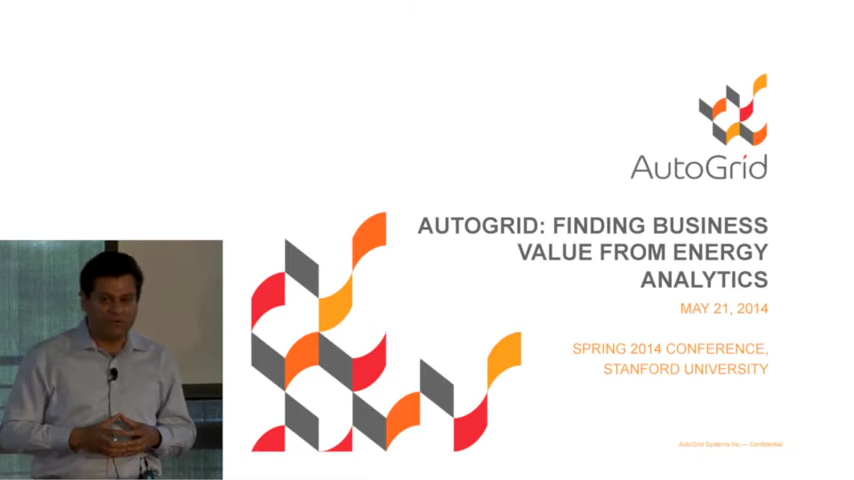 AutoGrid
AUTOGRID: FINDING BUSINESS
VALUE FROM ENERGY
ANALYTICS
MAY 21, 2014
SPRING 2014 CONFERENCE,
STANFORD UNIVERSITY
AutoGrid Systems Inc. — Confidential